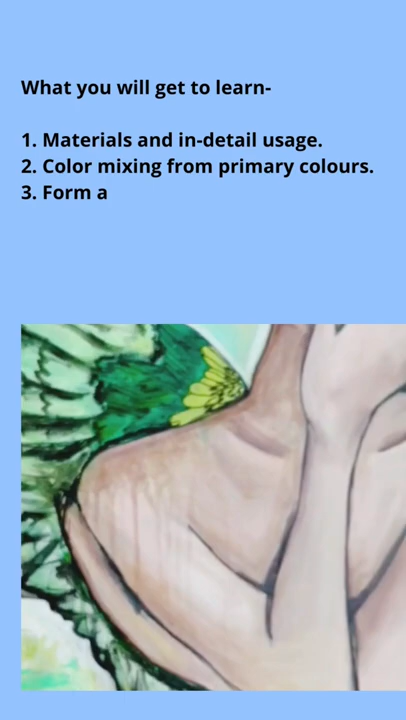 What you will get to learn-
1. Materials and in-detail usage.
2. Color mixing from primary colours.
3. Form a